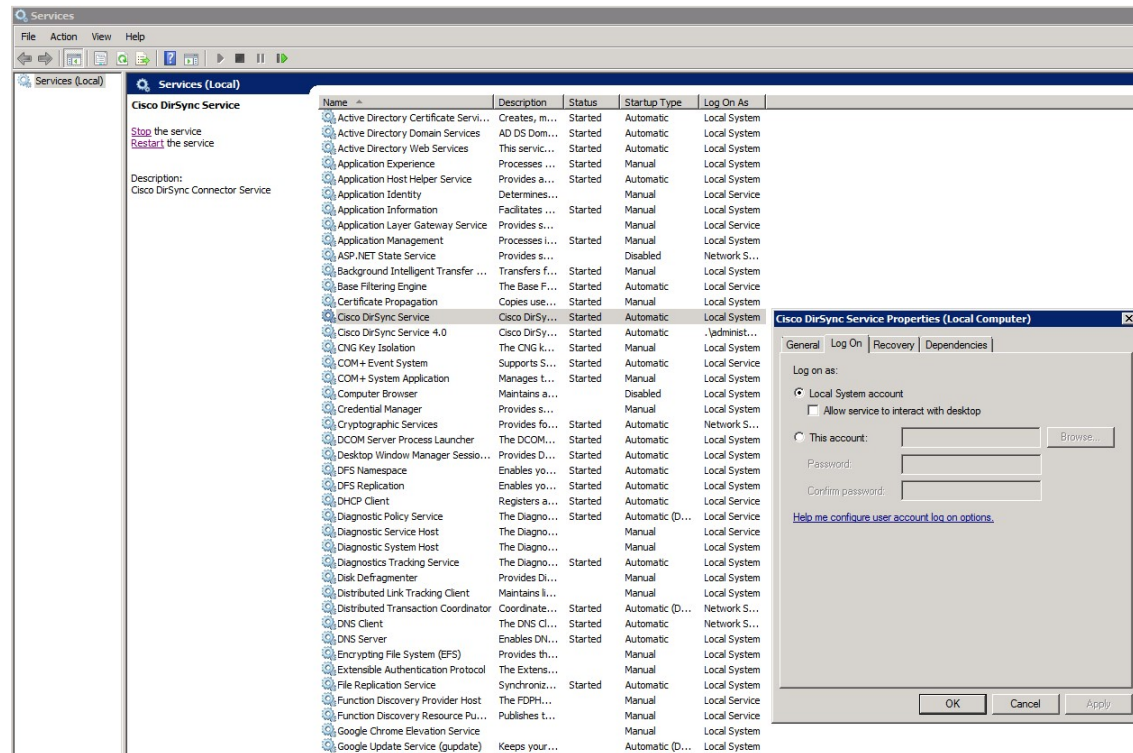 Services
File Action View Help
Services (Local)
Services (Local)
Cisco DirSync Service
Stop the service
Restart the service
Description:
Cisco DirSync Connector Service
Name Description Status Startup Type Log On As
Active Directory Certificate Servi... Creates, m... Started Automatic Local System
Active Directory Domain Services AD DS Dom... Started Automatic Local System
Active Directory Web Services This servic... Started Automatic Local System
Application Experience Processes ... Started Manual Local System
Application Host Helper Service Provides a... Started Automatic Local System
Application Identity Determines... Manual Local Service
Application Information Facilitates ... Started Manual Local System
Application Layer Gateway Service Provides s... Manual Local Service
Application Management Processes i... Started Manual Local System
ASP.NET State Service Provides s... Disabled Network S...
Background Intelligent Transfer ... Transfers f... Started Manual Local System
Base Filtering Engine The Base F... Started Automatic Local Service
Certificate Propagation Copies use... Started Manual Local System
Cisco DirSync Service Cisco DirSy... Started Automatic Local System
Cisco DirSync Service 4.0 Cisco DirSy... Started Automatic .\administ...
CNG Key Isolation The CNG k... Started Manual Local System
COM+ Event System Supports S... Started Automatic Local Service
COM+ System Application Manages t... Started Manual Local System
Computer Browser Maintains a... Disabled Local System
Credential Manager Provides s... Manual Local System
Cryptographic Services Provides fo... Started Automatic Network S...
DCOM Server Process Launcher The DCOM... Started Automatic Local System
Desktop Window Manager Sessio... Provides D... Started Automatic Local System
DFS Namespace Enables yo... Started Automatic Local System
DFS Replication Enables yo... Started Automatic Local System
DHCP Client Registers a... Started Automatic Local Service
Diagnostic Policy Service The Diagno... Started Automatic (D... Local Service
Diagnostic Service Host The Diagno... Manual Local Service
Diagnostic System Host The Diagno... Manual Local System
Diagnostics Tracking Service The Diagno... Started Automatic Local System
Disk Defragmenter Provides Di... Manual Local System
Distributed Link Tracking Client Maintains li... Manual Local System
Distributed Transaction Coordinator Coordinate... Started Automatic (D... Network S...
DNS Client The DNS Cl... Started Automatic Network S...
DNS Server Enables DN... Started Automatic Local System
Encrypting File System (EFS) Provides th... Manual Local System
Extensible Authentication Protocol The Extens... Manual Local System
File Replication Service Synchroniz... Started Automatic Local System
Function Discovery Provider Host The FDPH... Manual Local Service
Function Discovery Resource Pu... Publishes t... Manual Local Service
Google Chrome Elevation Service Manual Local System
Google Update Service (gupdate) Keeps your... Automatic (D... Local System
Cisco DirSync Service Properties (Local Computer)
General Log On Recovery Dependencies
Log on as:
Local System account
Allow service to interact with desktop
This account: Browse...
Password:
Confirm password:
Help me configure user account log on options.
OK Cancel Apply